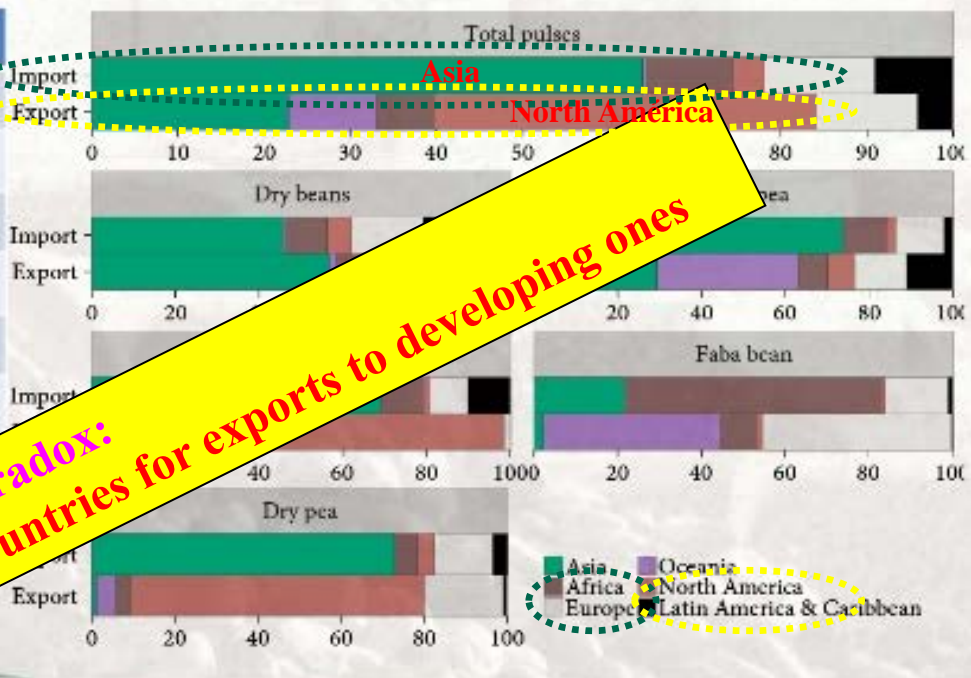 Total pulses
Import
Asia
Export
North America
0 10 20 30 40 50 80 90
Dry beans
Import
Export
0 20
20 40 60 80
Faba bean
40 60 80 100
20 40 60 80
countries for exports to developing ones
Dry pea
Export
0 20 40 60 80 100
Asia
Oceania
Africa
North America
Europe
Latin America & Caribbean